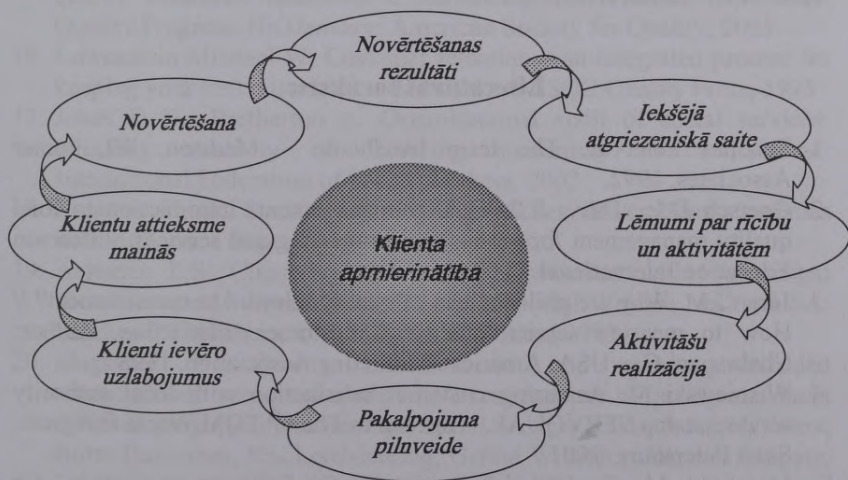 Novērtēšanas
rezultāti
Iekšējā
atgriezeniskā saite
Lēmumi par rīcību
un aktivitātēm
Aktivitāšu
realizācija
Pakalpojuma
pilnveide
Klienti ievēro
uzlabojumus
Klientu attieksme
mainās
Novērtēšana
Klienta
apmierinātība